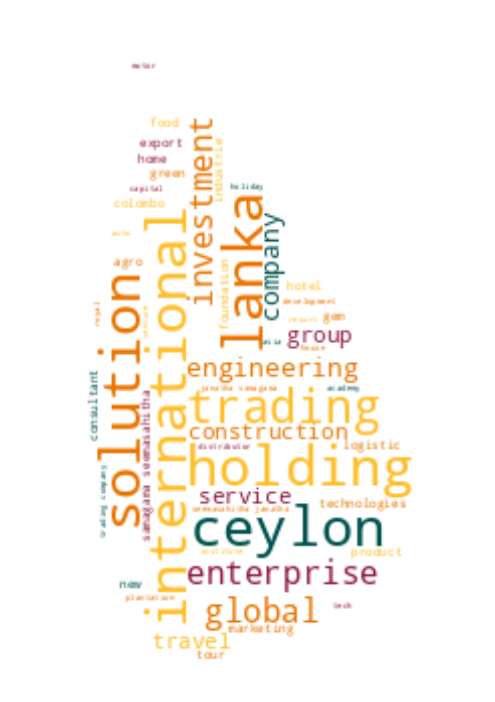 motor
food
investment
export
industrie
home
green
capital
holiday
colombo
lanka
international
company
auto
agro
foundation
solution
hotel
development
royal
gem
resort
group
asia
house
engineering
consultant
janatha samagama
academy
samagama seemasahitha
trading
construction
distributor
logistic
holding
trading company
service
technologies
seemasahitha janatha
ceylon
institute
product
enterprise
new
plantation
global
tech
marketing
travel
tour